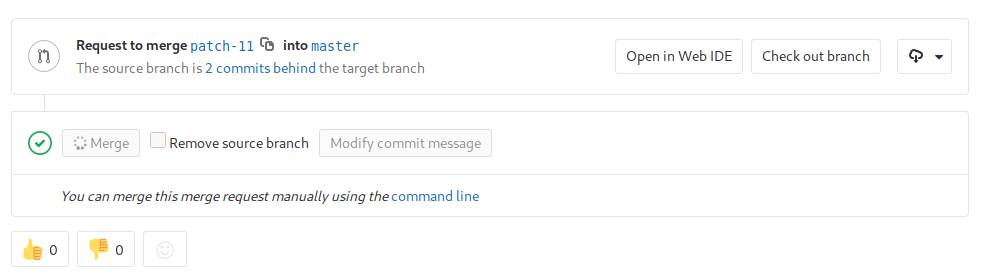 Request to merge patch-11 into master
The source branch is 2 commits behind the target branch
Open in Web IDE
Check out branch
Merge
Remove source branch
Modify commit message
You can merge this merge request manually using the command line
0
0